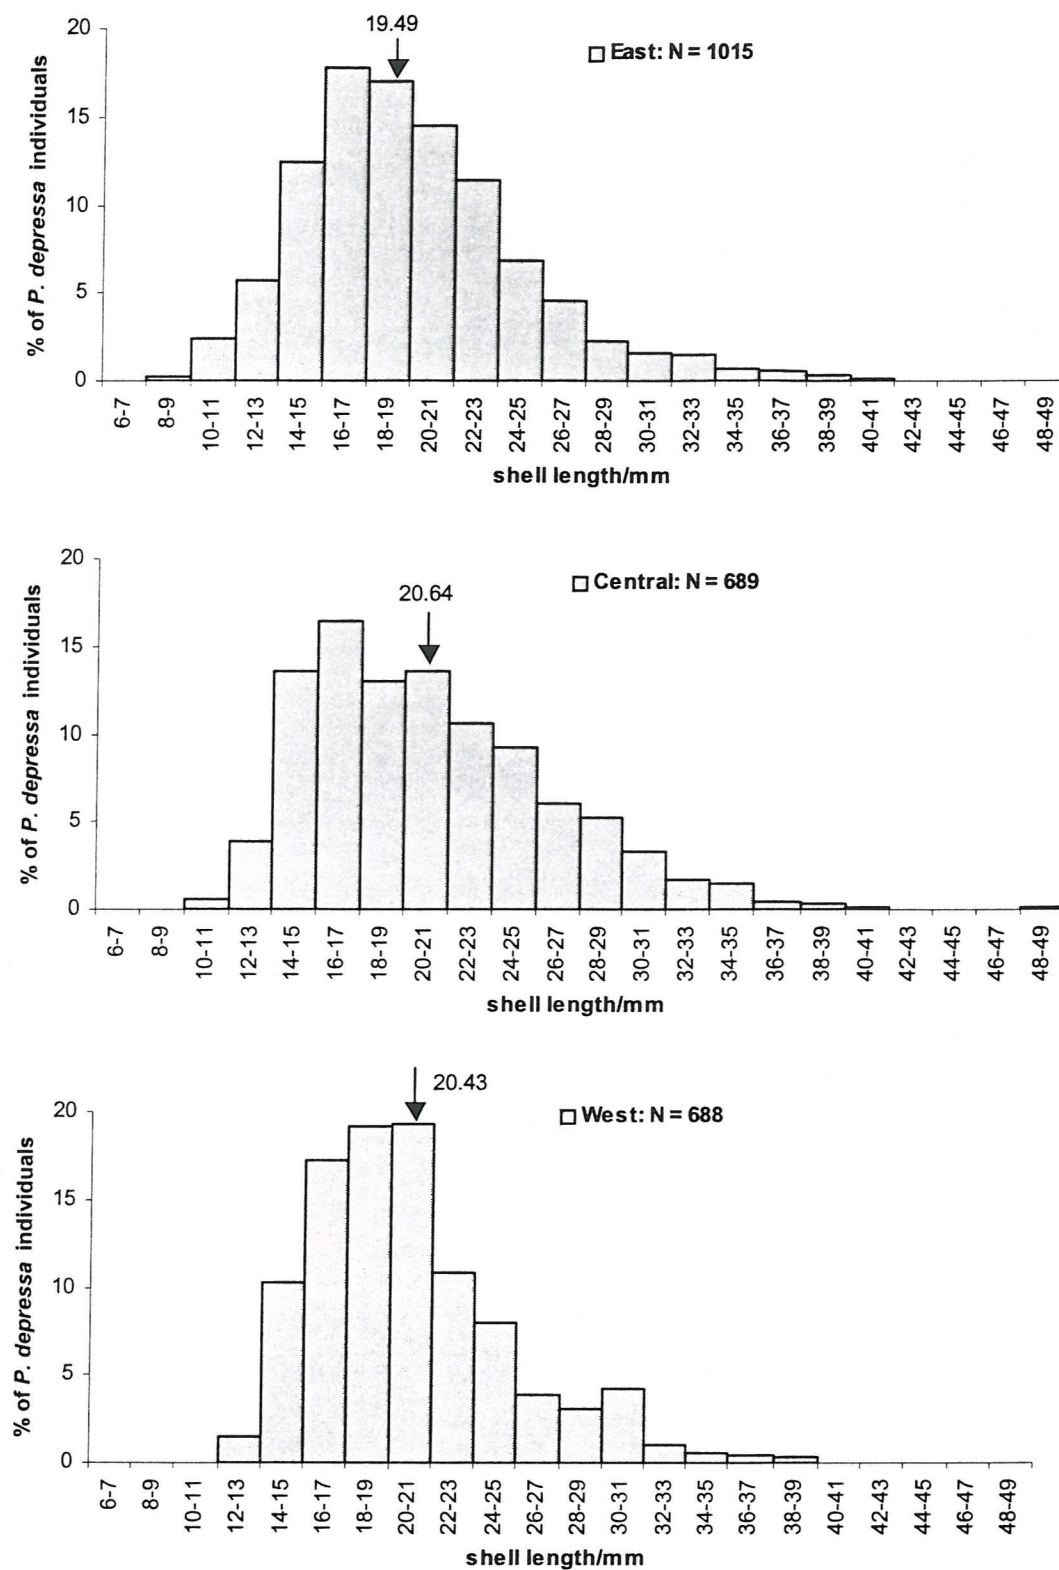 19.49
East: N = 1015
20
15
10
5
0
% of P. depressa individuals
6-7 8-9 10-11 12-13 14-15 16-17 18-19 20-21 22-23 24-25 26-27 28-29 30-31 32-33 34-35 36-37 38-39 40-41 42-43 44-45 46-47 48-49
shell length/mm
20.64
Central: N = 689
20
15
10
5
0
% of P. depressa individuals
6-7 8-9 10-11 12-13 14-15 16-17 18-19 20-21 22-23 24-25 26-27 28-29 30-31 32-33 34-35 36-37 38-39 40-41 42-43 44-45 46-47 48-49
shell length/mm
20.43
West: N = 688
20
15
10
5
0
% of P. depressa individuals
6-7 8-9 10-11 12-13 14-15 16-17 18-19 20-21 22-23 24-25 26-27 28-29 30-31 32-33 34-35 36-37 38-39 40-41 42-43 44-45 46-47 48-49
shell length/mm